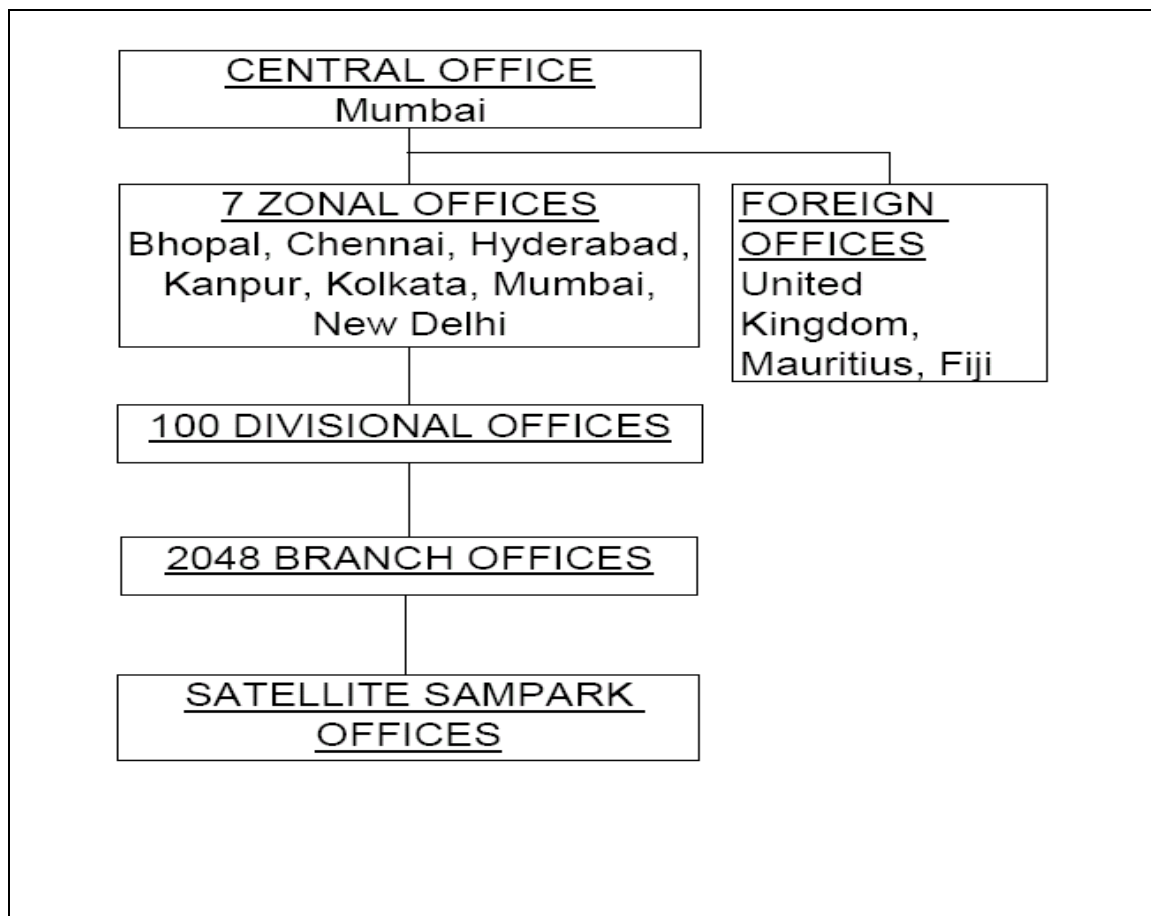 CENTRAL OFFICE
Mumbai
7 ZONAL OFFICES
Bhopal, Chennai, Hyderabad,
Kanpur, Kolkata, Mumbai,
New Delhi
FOREIGN
OFFICES
United
Kingdom,
Mauritius, Fiji
100 DIVISIONAL OFFICES
2048 BRANCH OFFICES
SATELLITE SAMPARK
OFFICES